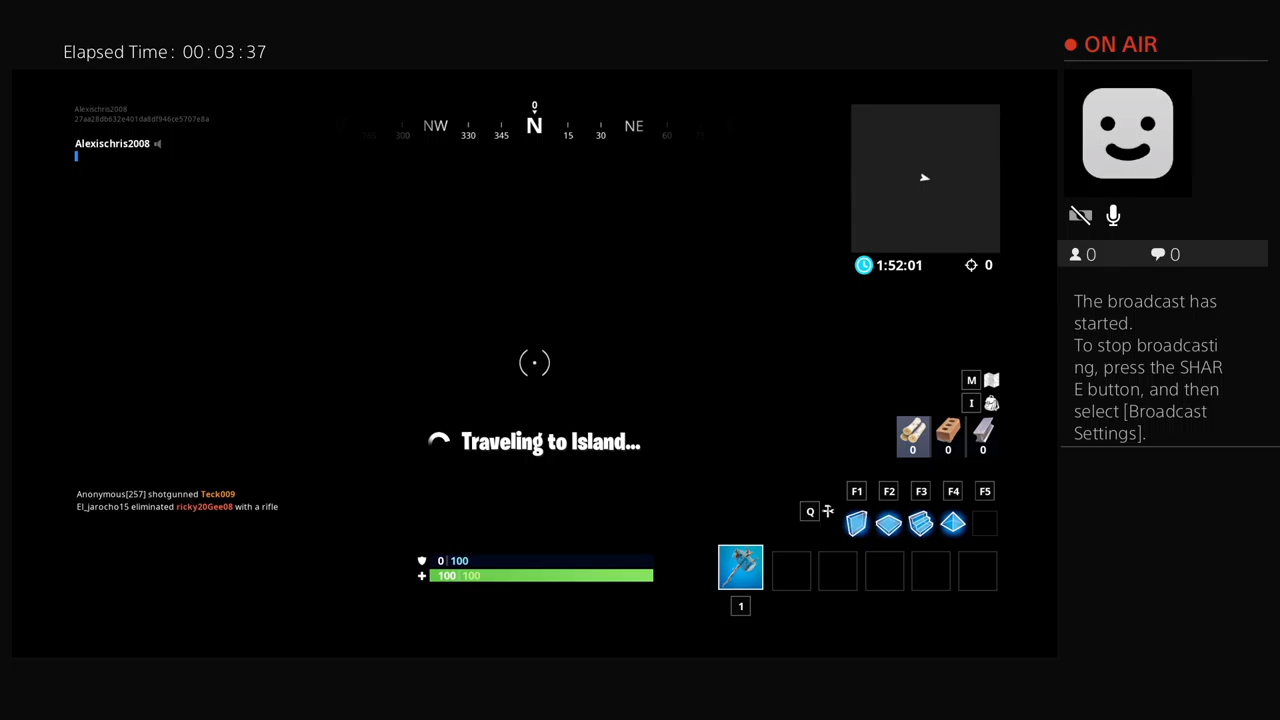 Elapsed Time: 00:03:37
ON AIR
Alexischris2008
Alexischris2008
0
300 NW 330 345 N 15 30 NE 60
1:52:01 0
0 0
The broadcast has
started.
To stop broadcasti
ng, press the SHAR
E button, and then
select [Broadcast
Settings].
M
I
0 0 0
Traveling to Island...
Anonymous[257] shotgunned Teck009
El_jarocho15 eliminated ricky20Gee08 with a rifle
F1 F2 F3 F4 F5
Q
0 100
100 100
1